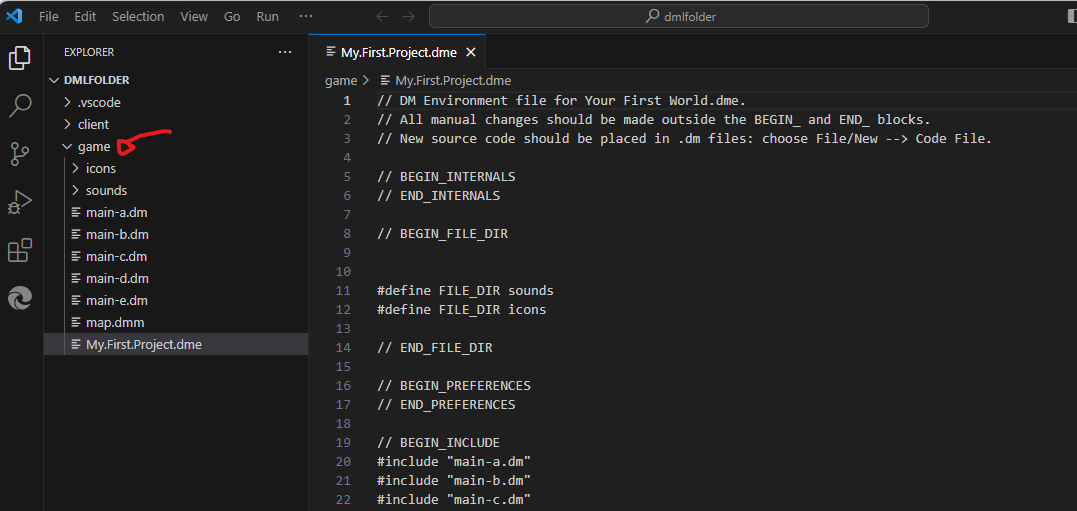 File Edit Selection View Go Run ··· dmlfolder
EXPLORER ···
DMLFOLDER
.vscode
client
game
icons
sounds
main-a.dm
main-b.dm
main-c.dm
main-d.dm
main-e.dm
map.dmm
My.First.Project.dme
My.First.Project.dme
game > My.First.Project.dme
1 // DM Environment file for Your First World.dme.
2 // All manual changes should be made outside the BEGIN_ and END_ blocks.
3 // New source code should be placed in .dm files: choose File/New --> Code File.
4
5 // BEGIN_INTERNALS
6 // END_INTERNALS
7
8 // BEGIN_FILE_DIR
9
10
11 #define FILE_DIR sounds
12 #define FILE_DIR icons
13
14 // END_FILE_DIR
15
16 // BEGIN_PREFERENCES
17 // END_PREFERENCES
18
19 // BEGIN_INCLUDE
20 #include "main-a.dm"
21 #include "main-b.dm"
22 #include "main-c.dm"